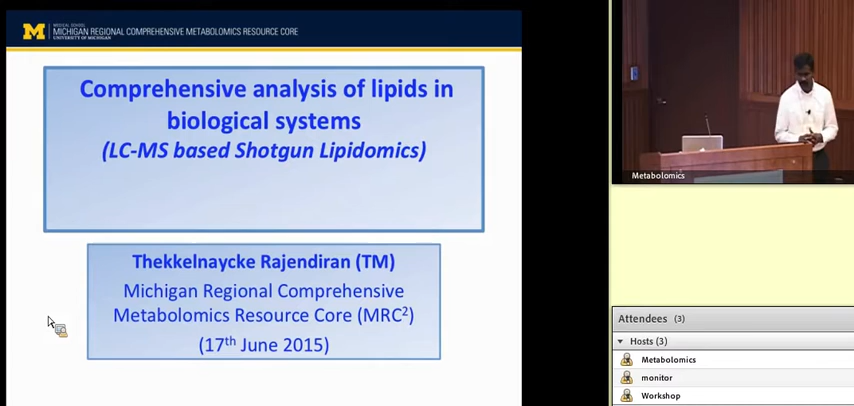 MEDICAL SCHOOL
MICHIGAN REGIONAL COMPREHENSIVE METABOLOMICS RESOURCE CORE
UNIVERSITY OF MICHIGAN
Comprehensive analysis of lipids in
biological systems
(LC-MS based Shotgun Lipidomics)
Thekkelnaycke Rajendiran (TM)
Michigan Regional Comprehensive
Metabolomics Resource Core (MRC²)
(17th June 2015)
Metabolomics
Attendees (3)
Hosts (3)
Metabolomics
monitor
Workshop